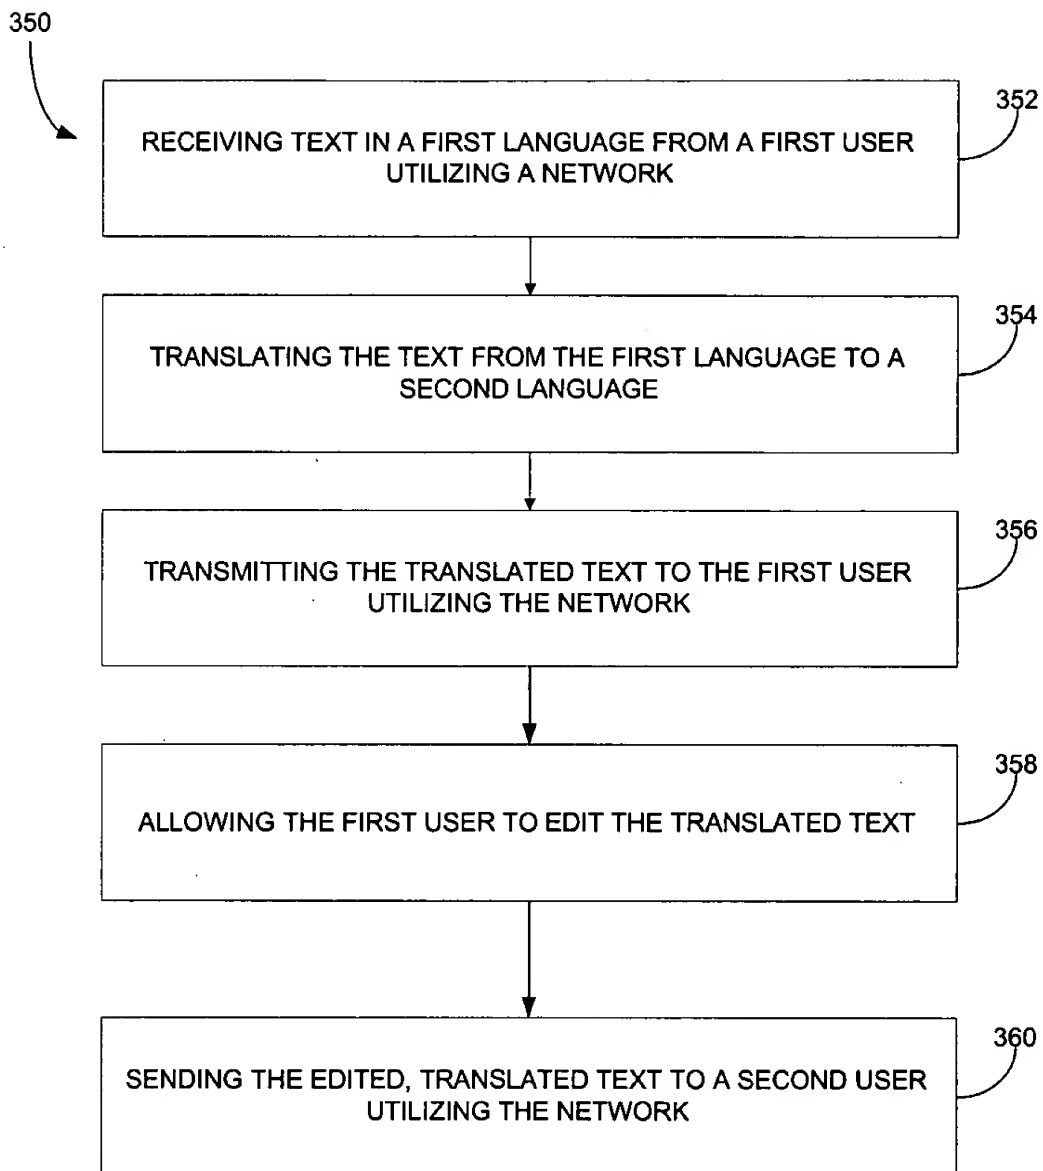 350
352
RECEIVING TEXT IN A FIRST LANGUAGE FROM A FIRST USER
UTILIZING A NETWORK
354
TRANSLATING THE TEXT FROM THE FIRST LANGUAGE TO A
SECOND LANGUAGE
356
TRANSMITTING THE TRANSLATED TEXT TO THE FIRST USER
UTILIZING THE NETWORK
358
ALLOWING THE FIRST USER TO EDIT THE TRANSLATED TEXT
360
SENDING THE EDITED, TRANSLATED TEXT TO A SECOND USER
UTILIZING THE NETWORK